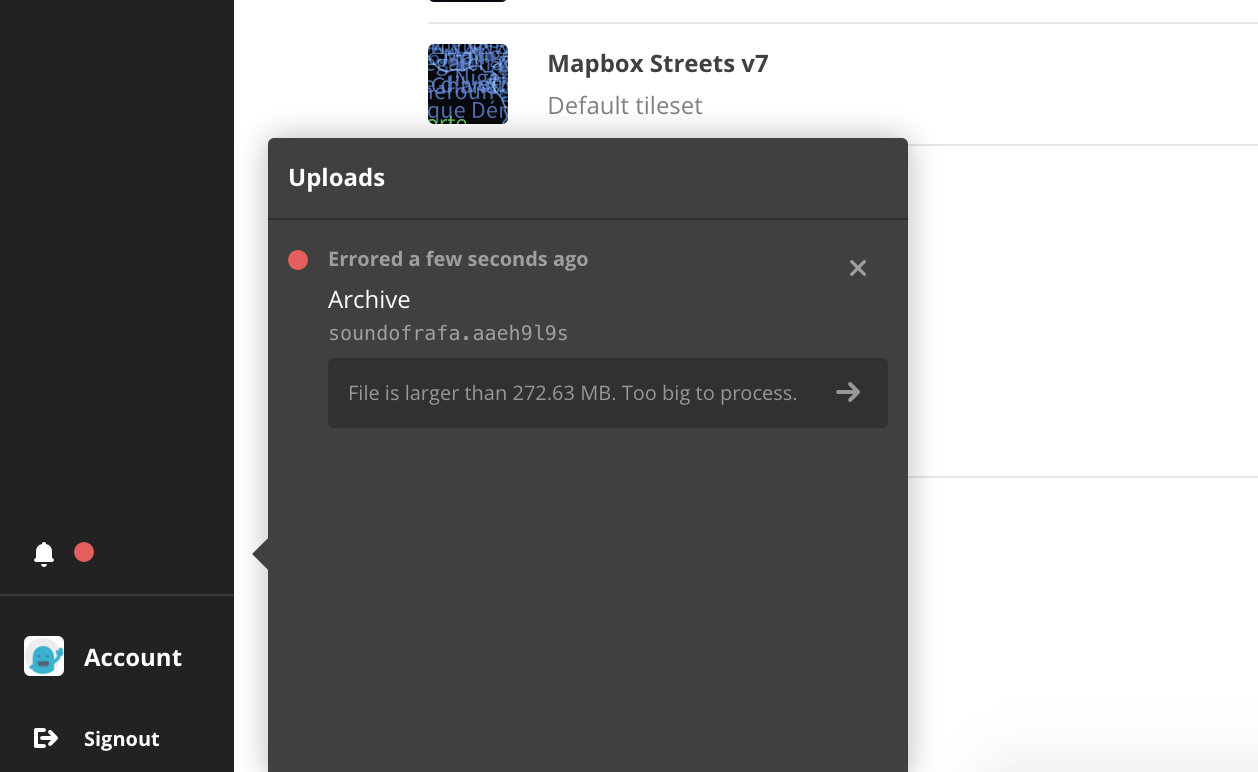 Mapbox Streets v7
Default tileset
Uploads
Errored a few seconds ago
Archive
soundofrafa.aaeh9l9s
File is larger than 272.63 MB. Too big to process.
Account
Signout